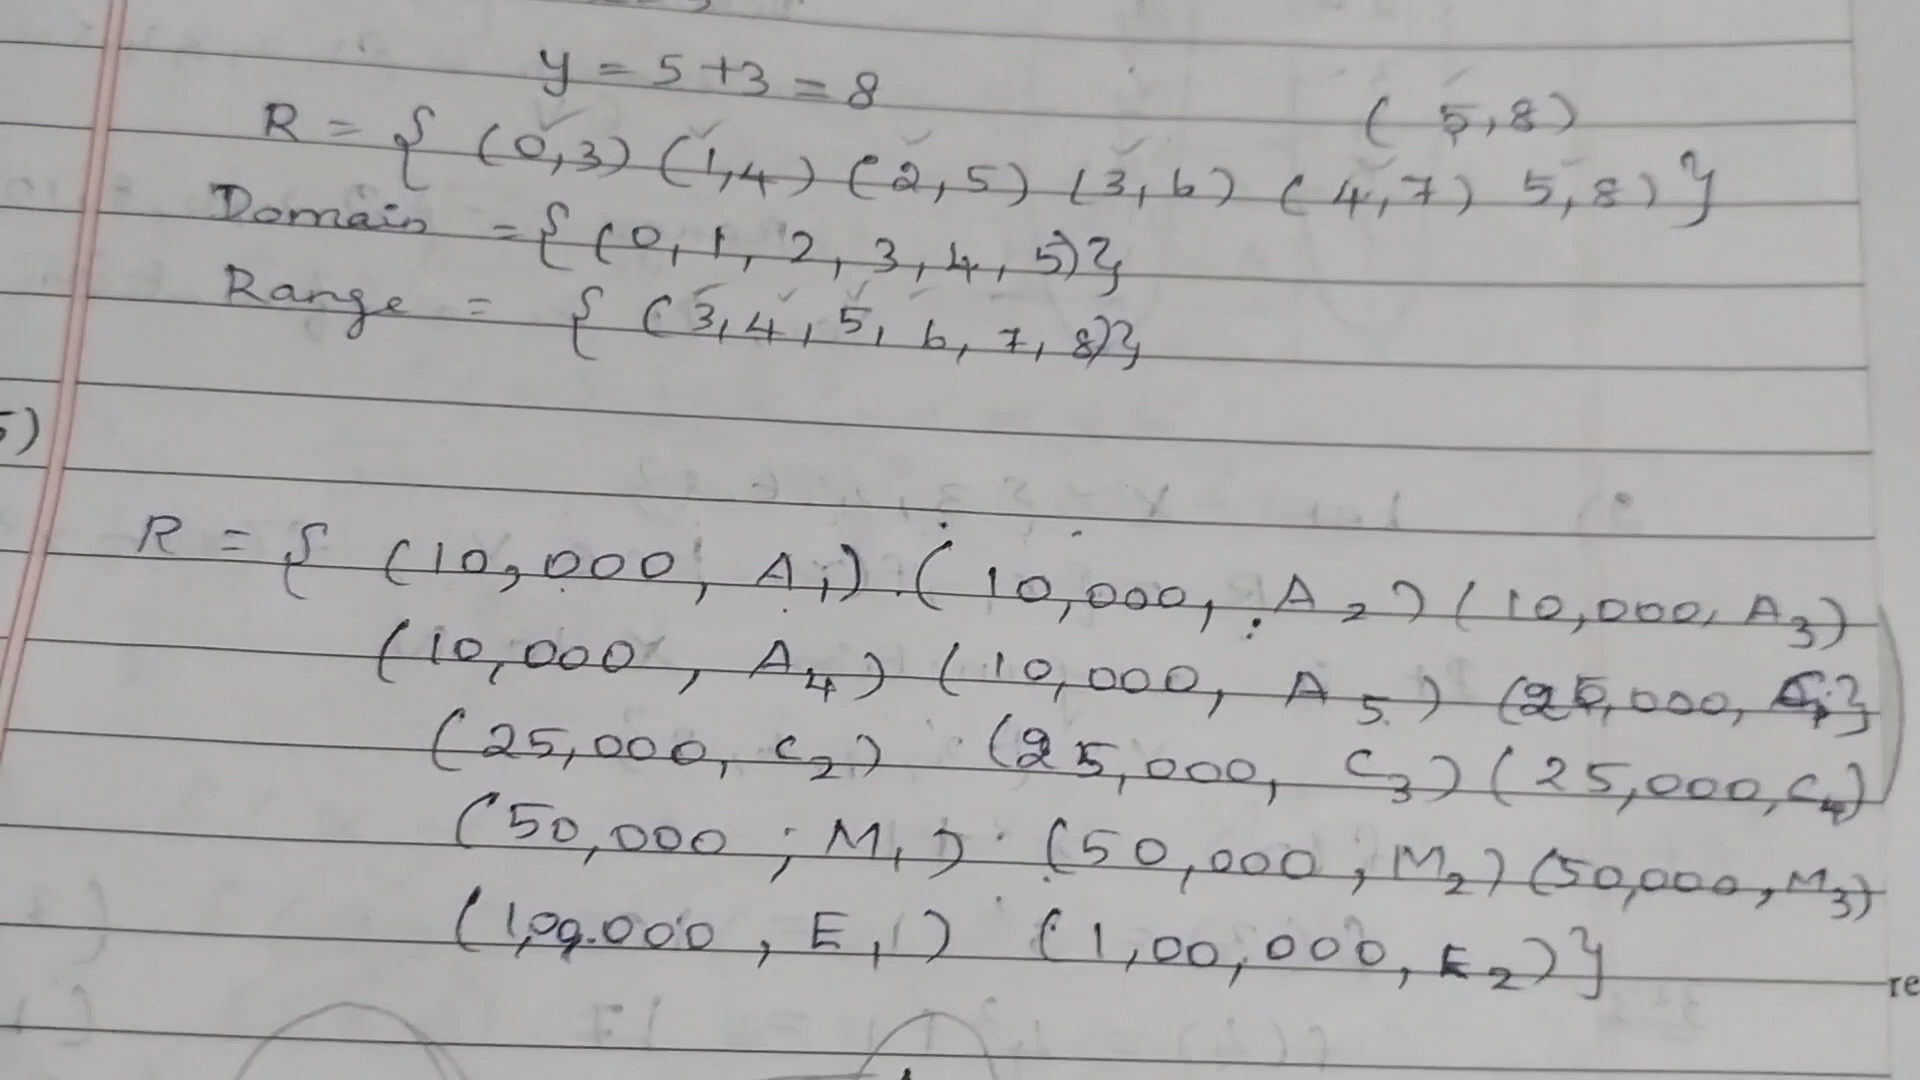 y = 5 + 3 = 8 ( 5, 8 )
R = { (0,3) (1,4) (2,5) (3,6) (4,7) 5,8) }
Domain = { (0, 1, 2, 3, 4, 5) }
Range = { (3, 4, 5, 6, 7, 8) }
5)
R = { (10,000, A₁) (10,000, A₂) (10,000, A₃)
(10,000, A₄) (10,000, A₅) (25,000, C₁)
(25,000, C₂) (25,000, C₃) (25,000, C₄)
(50,000, M₁) (50,000, M₂) (50,000, M₃)
(1,00,000, E₁) (1,00,000, E₂) }
re